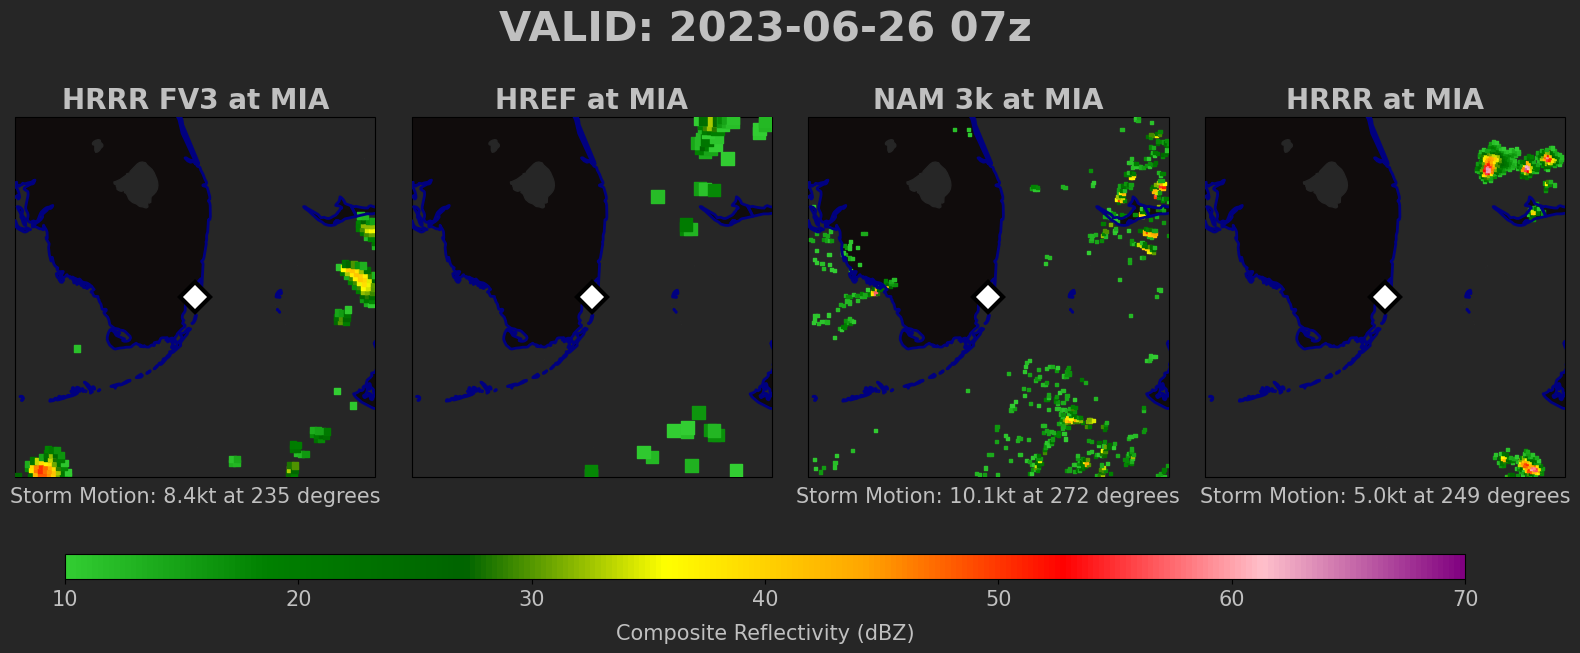 VALID: 2023-06-26 07z
HRRR FV3 at MIA
HREF at MIA
NAM 3k at MIA
HRRR at MIA
Storm Motion: 8.4kt at 235 degrees
Storm Motion: 10.1kt at 272 degrees
Storm Motion: 5.0kt at 249 degrees
10 20 30 40 50 60 70
Composite Reflectivity (dBZ)